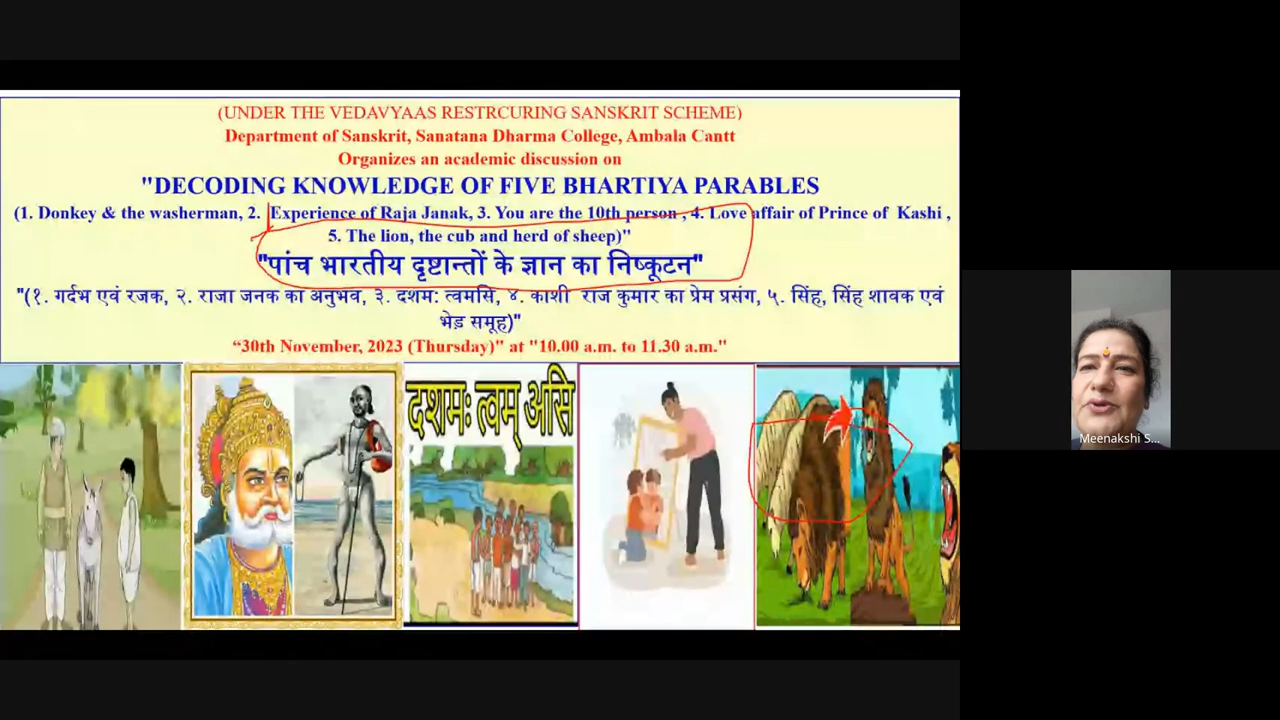 (UNDER THE VEDAVYAAS RESTRCURING SANSKRIT SCHEME)
Department of Sanskrit, Sanatana Dharma College, Ambala Cantt
Organizes an academic discussion on
"DECODING KNOWLEDGE OF FIVE BHARTIYA PARABLES
(1. Donkey & the washerman, 2. Experience of Raja Janak, 3. You are the 10th person , 4. Love affair of Prince of Kashi ,
5. The lion, the cub and herd of sheep)"
"पांच भारतीय दृष्टान्तों के ज्ञान का निष्कूटन"
"(१. गर्दभ एवं रजक, २. राजा जनक का अनुभव, ३. दशमः त्वमसि, ४. काशी राज कुमार का प्रेम प्रसंग, ५. सिंह, सिंह शावक एवं
भेड़ समूह)"
“30th November, 2023 (Thursday)" at "10.00 a.m. to 11.30 a.m."
दशमः त्वम् असि
Meenakshi S...